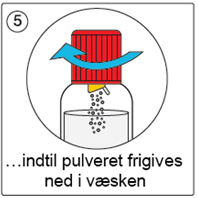 5
…indtil pulveret frigives
ned i væsken